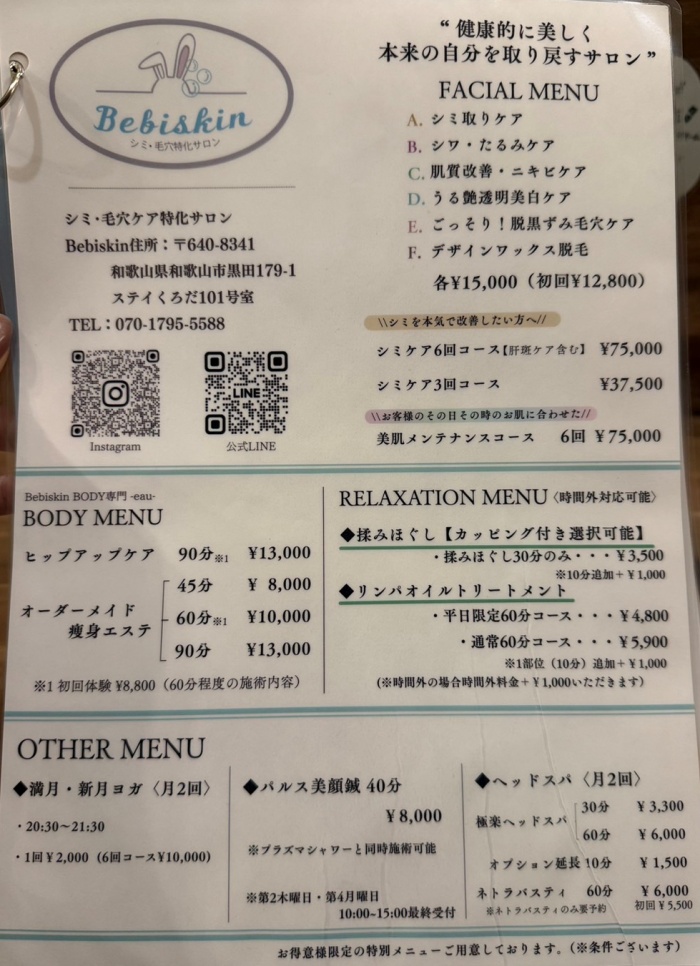 Bebiskin
シミ・毛穴特化サロン
シミ・毛穴ケア特化サロン
Bebiskin住所：〒640-8341
和歌山県和歌山市黒田179-1
ステイくろだ101号室
TEL：070-1795-5588
Instagram
LINE
公式LINE
“ 健康的に美しく
本来の自分を取り戻すサロン ”
FACIAL MENU
A. シミ取りケア
B. シワ・たるみケア
C. 肌質改善・ニキビケア
D. うる艶透明美白ケア
E. ごっそり！脱黒ずみ毛穴ケア
F. デザインワックス脱毛
各¥15,000（初回¥12,800）
\\シミを本気で改善したい方へ//
シミケア6回コース【肝斑ケア含む】 ¥75,000
シミケア3回コース ¥37,500
\\お客様のその日その時のお肌に合わせた//
美肌メンテナンスコース 6回 ¥75,000
Bebiskin BODY専門 -eau-
BODY MENU
ヒップアップケア 90分※1 ¥13,000
オーダーメイド
痩身エステ
45分 ¥ 8,000
60分※1 ¥10,000
90分 ¥13,000
※1 初回体験 ¥8,800（60分程度の施術内容）
RELAXATION MENU〈時間外対応可能〉
◆揉みほぐし【カッピング付き選択可能】
・揉みほぐし30分のみ・・・¥3,500
※10分追加＋¥1,000
◆リンパオイルトリートメント
・平日限定60分コース・・・¥4,800
・通常60分コース・・・¥5,900
※1部位（10分）追加＋¥1,000
（※時間外の場合時間外料金＋¥1,000いただきます）
OTHER MENU
◆満月・新月ヨガ〈月2回〉
・20:30～21:30
・1回¥2,000（6回コース¥10,000）
◆パルス美顔鍼 40分
¥8,000
※プラズマシャワーと同時施術可能
※第2木曜日・第4月曜日
10:00~15:00最終受付
◆ヘッドスパ〈月2回〉
極楽ヘッドスパ
30分 ¥ 3,300
60分 ¥ 6,000
オプション延長 10分 ¥ 1,500
ネトラバスティ 60分 ¥ 6,000
※ネトラバスティのみ要予約 初回 ¥ 5,500
お得意様限定の特別メニューご用意しております。（※条件ございます）